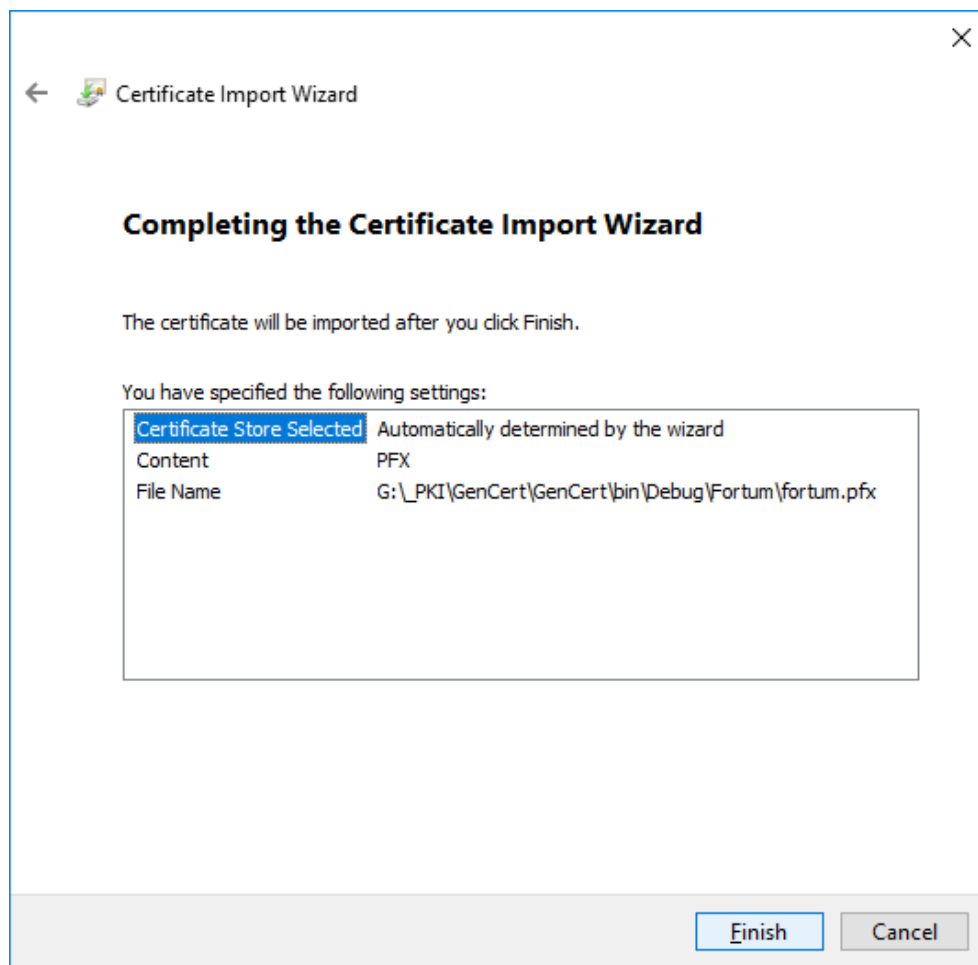 Certificate Import Wizard
Completing the Certificate Import Wizard
The certificate will be imported after you click Finish.
You have specified the following settings:
Certificate Store Selected Automatically determined by the wizard
Content PFX
File Name G:\_PKI\GenCert\GenCert\bin\Debug\Fortum\fortum.pfx
Finish Cancel